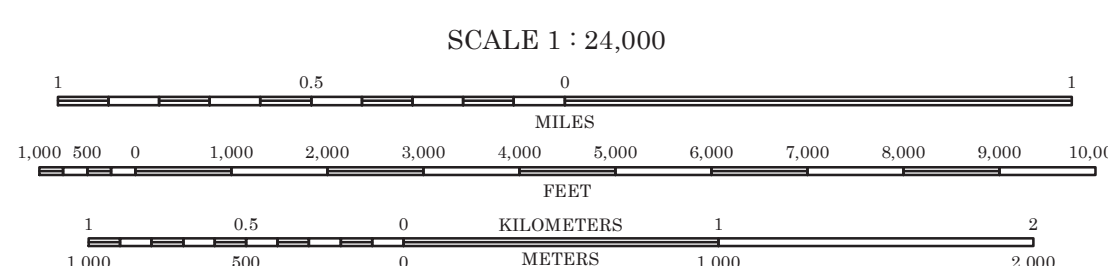 SCALE 1 : 24,000
1 0.5 0 1
MILES
1,000 500 0 1,000 2,000 3,000 4,000 5,000 6,000 7,000 8,000 9,000 10,00
FEET
1 0.5 0 KILOMETERS 1 2
1,000 500 0 METERS 1,000 2,000